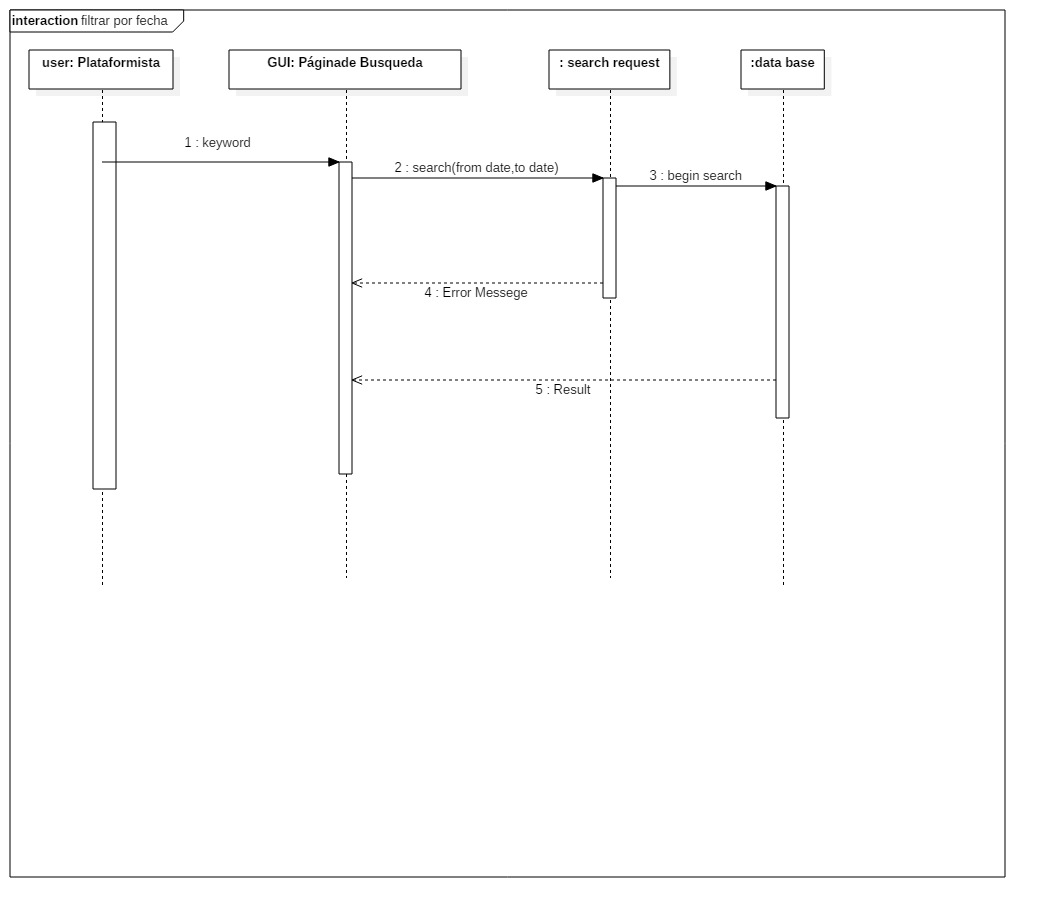 interaction filtrar por fecha
user: Plataformista
GUI: Páginade Busqueda
: search request
:data base
1 : keyword
2 : search(from date,to date)
3 : begin search
4 : Error Messege
5 : Result